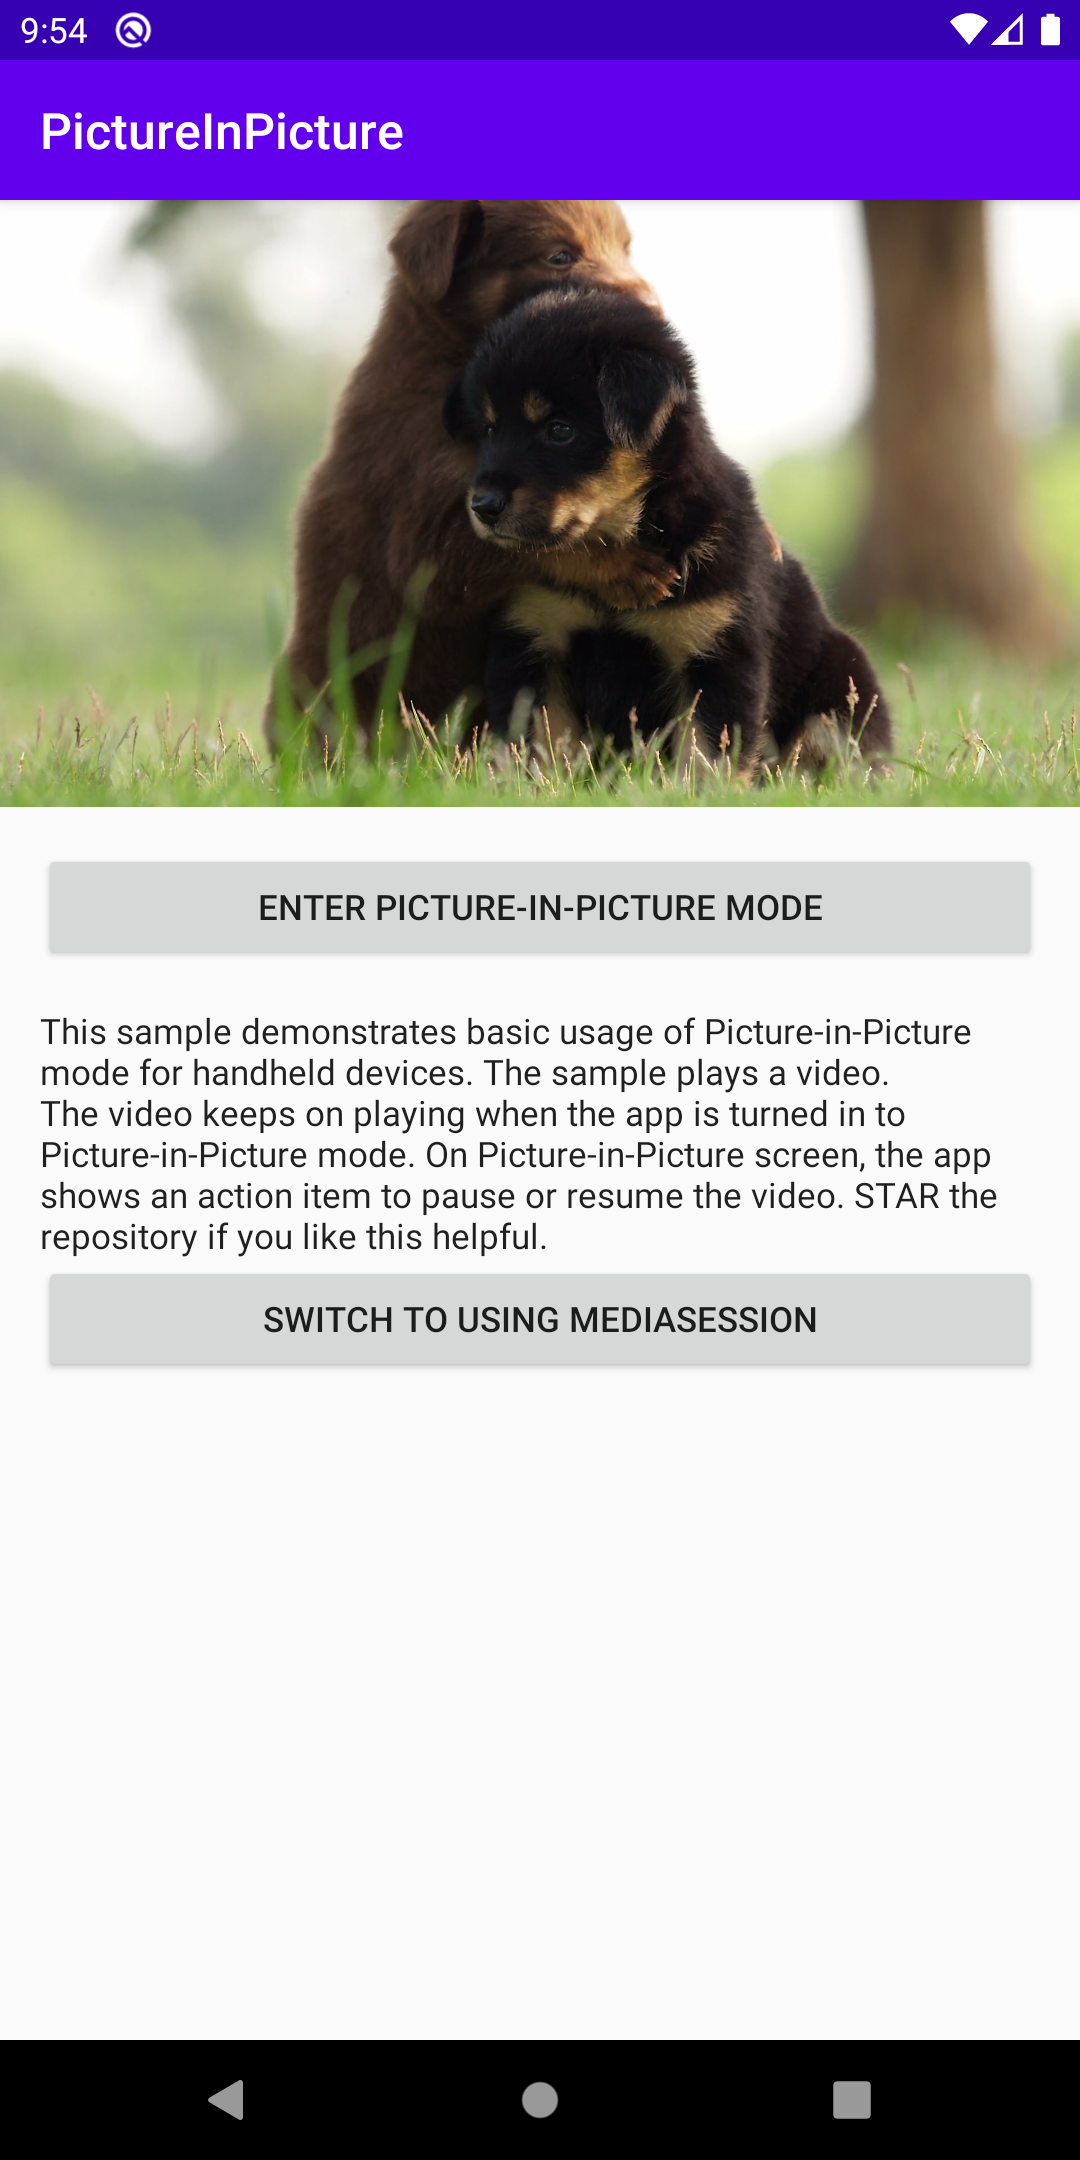 9:54
PictureInPicture
ENTER PICTURE-IN-PICTURE MODE
This sample demonstrates basic usage of Picture-in-Picture
mode for handheld devices. The sample plays a video.
The video keeps on playing when the app is turned in to
Picture-in-Picture mode. On Picture-in-Picture screen, the app
shows an action item to pause or resume the video. STAR the
repository if you like this helpful.
SWITCH TO USING MEDIASESSION